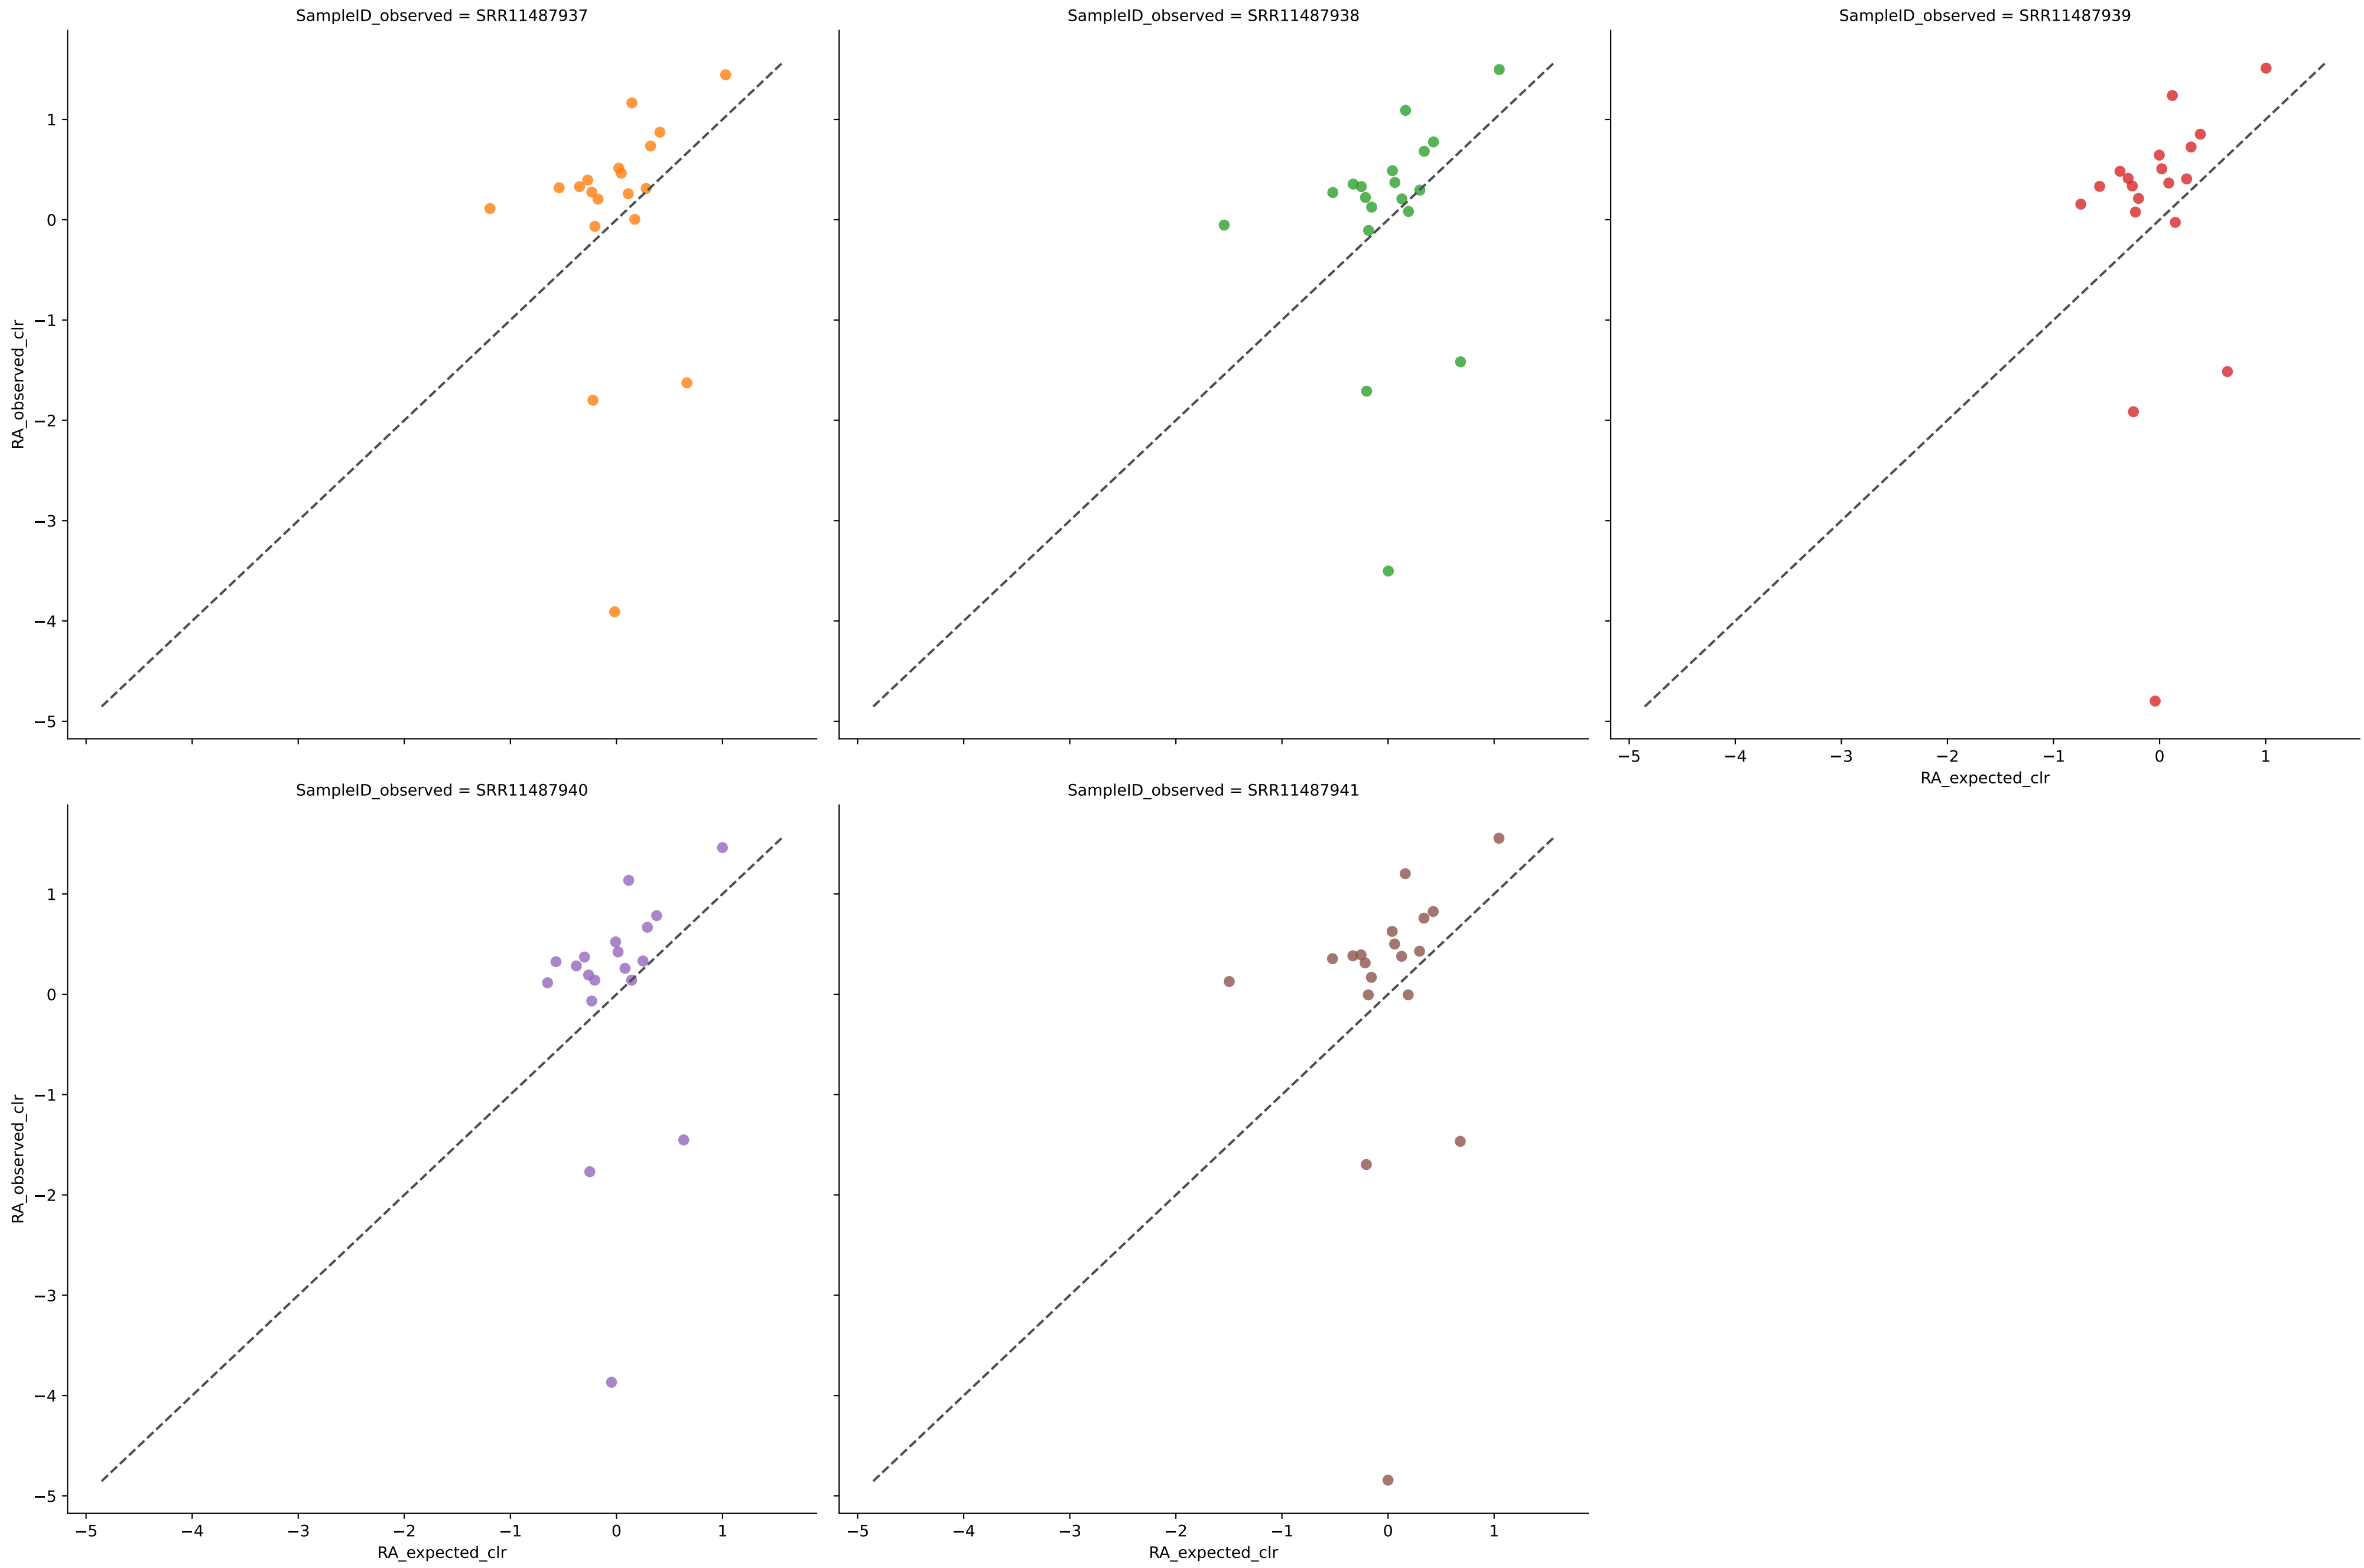 SampleID_observed = SRR11487937
SampleID_observed = SRR11487938
SampleID_observed = SRR11487939
RA_observed_clr
1
0
−1
−2
−3
−4
−5
−5 −4 −3 −2 −1 0 1
RA_expected_clr
SampleID_observed = SRR11487940
SampleID_observed = SRR11487941
RA_observed_clr
1
0
−1
−2
−3
−4
−5
−5 −4 −3 −2 −1 0 1
RA_expected_clr
−5 −4 −3 −2 −1 0 1
RA_expected_clr